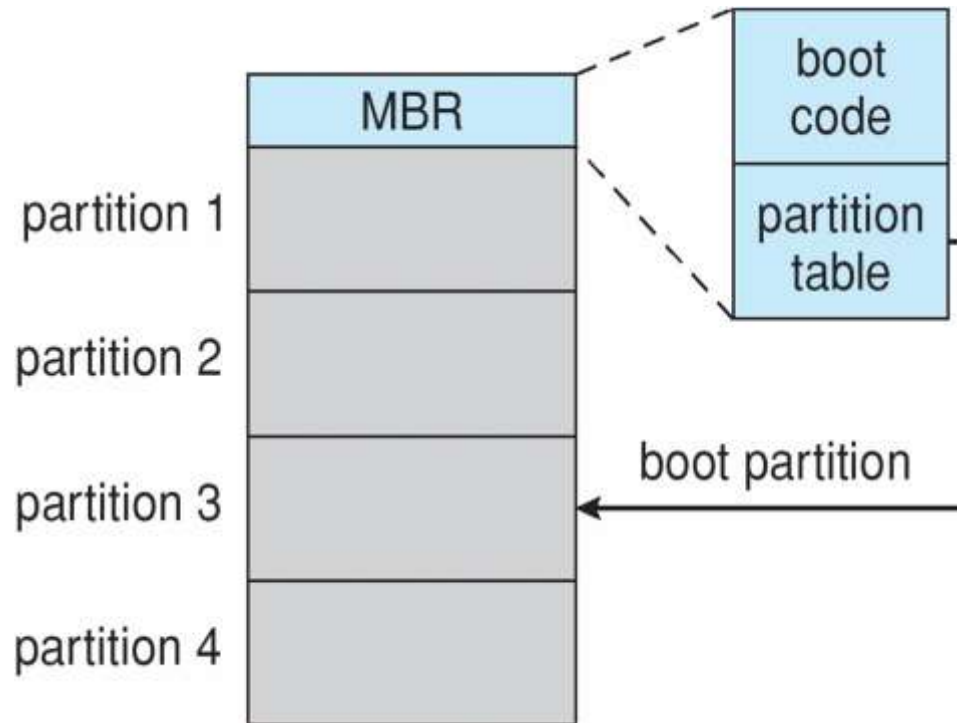 MBR
boot
code
partition
table
partition 1
partition 2
boot partition
partition 3
partition 4